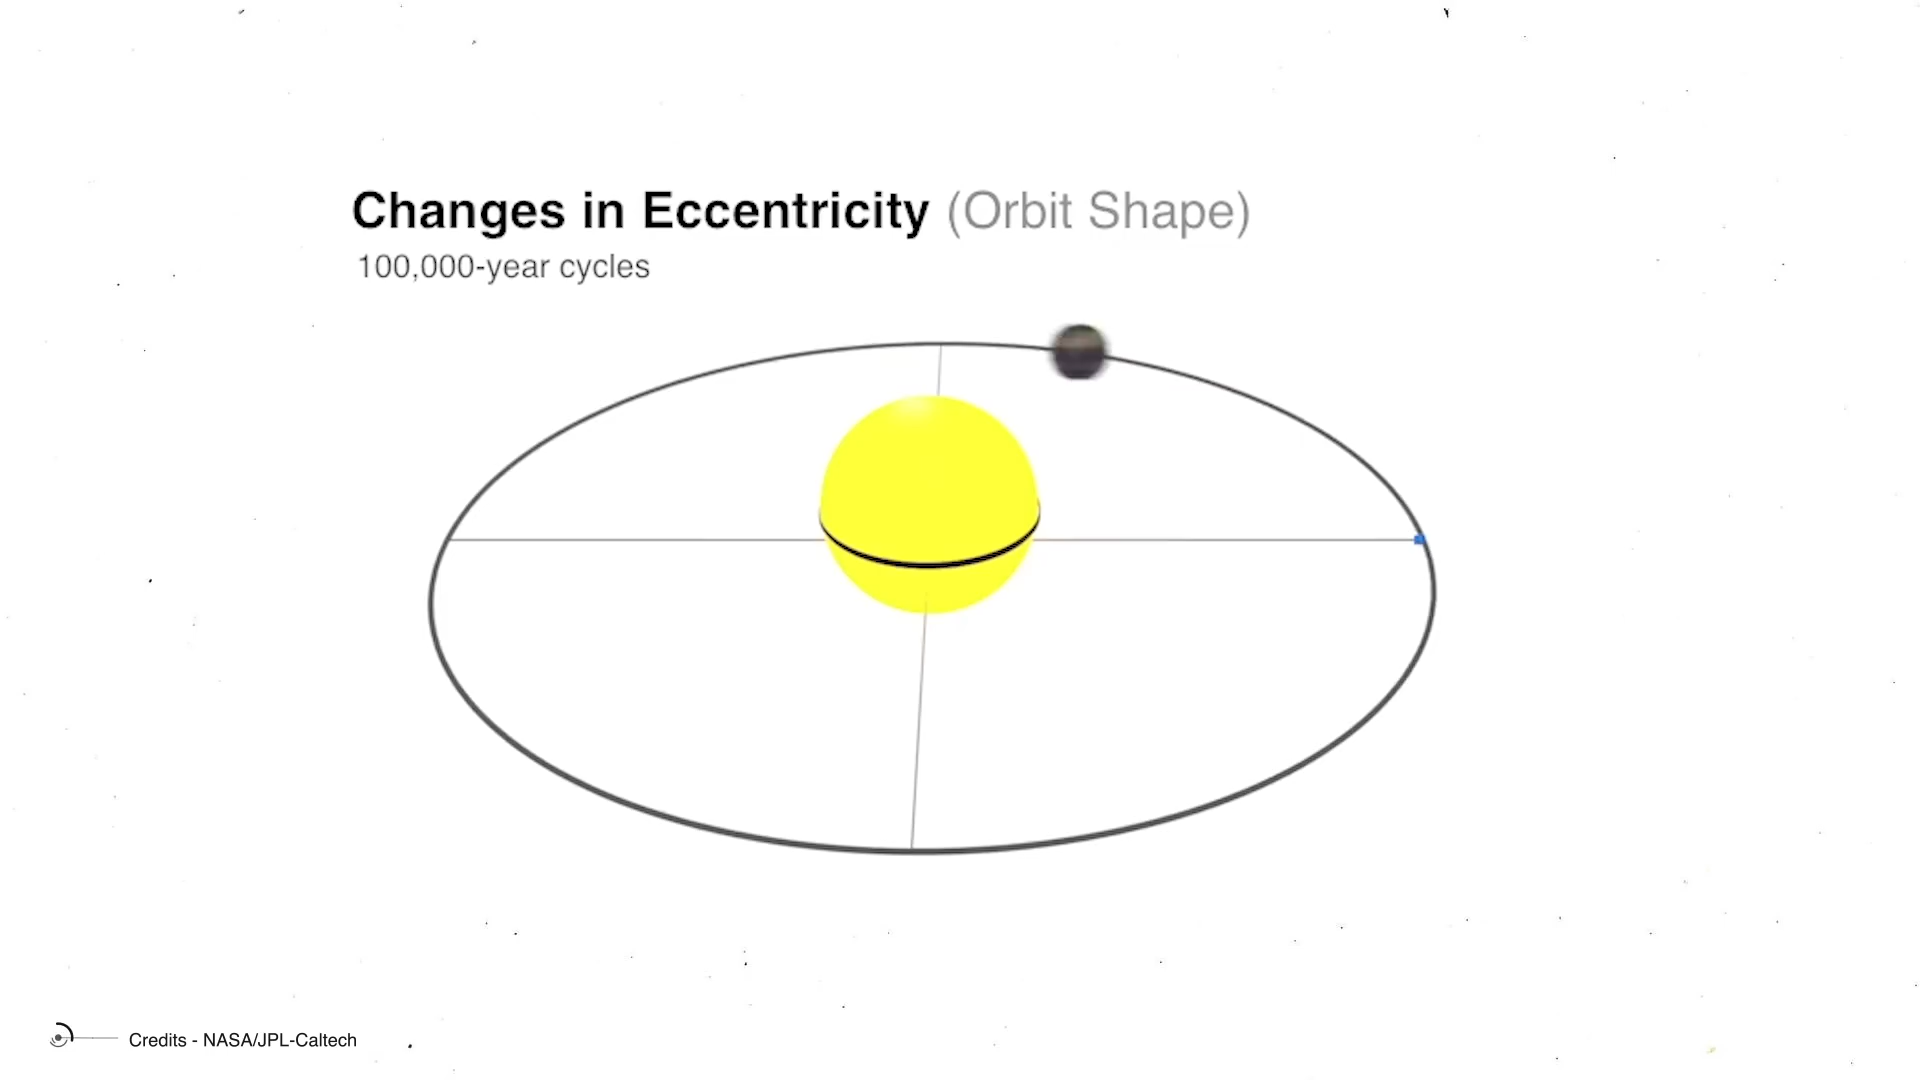 Changes in Eccentricity (Orbit Shape)
100,000-year cycles
Credits - NASA/JPL-Caltech